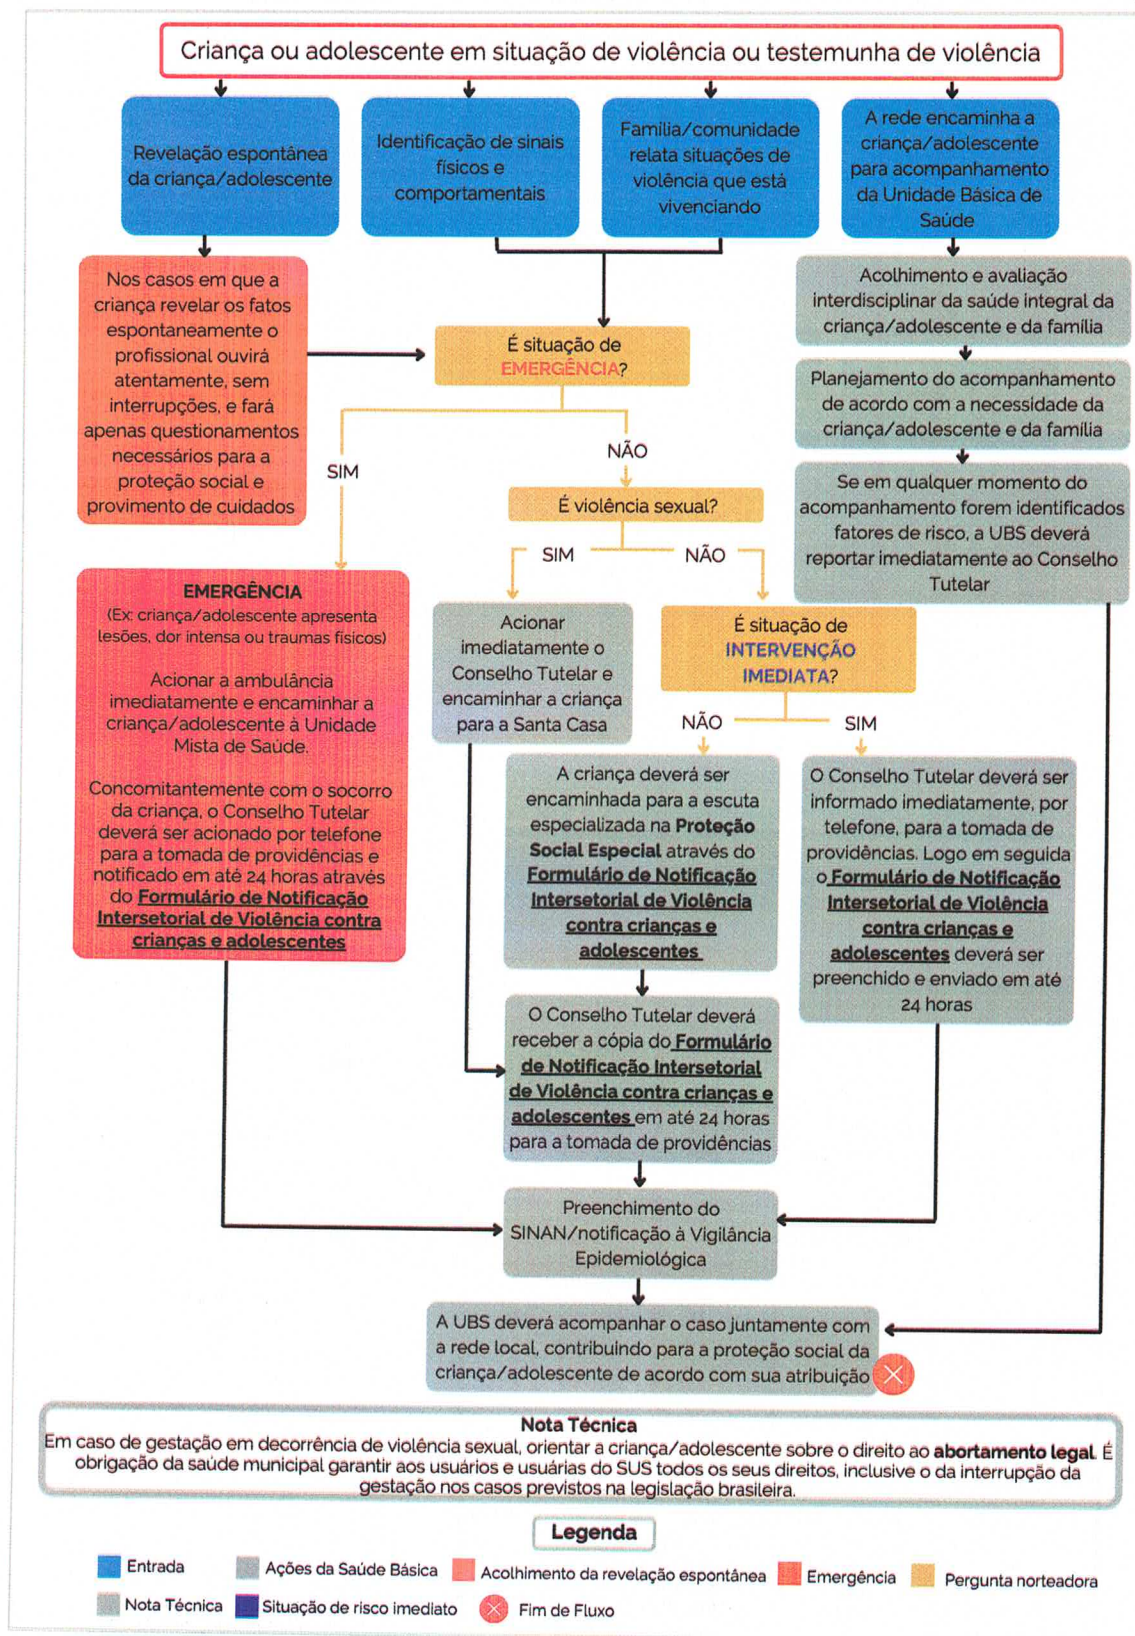 Criança ou adolescente em situação de violência ou testemunha de violência
Revelação espontânea
da criança/adolescente
Identificação de sinais
físicos e
comportamentais
Família/comunidade
relata situações de
violência que está
vivenciando
A rede encaminha a
criança/adolescente
para acompanhamento
da Unidade Básica de
Saúde
Nos casos em que a
criança revelar os fatos
espontaneamente o
profissional ouvirá
atentamente, sem
interrupções, e fará
apenas questionamentos
necessários para a
proteção social e
provimento de cuidados
É situação de
EMERGÊNCIA?
Acolhimento e avaliação
interdisciplinar da saúde integral da
criança/adolescente e da família
Planejamento do acompanhamento
de acordo com a necessidade da
criança/adolescente e da família
Se em qualquer momento do
acompanhamento forem identificados
fatores de risco, a UBS deverá
reportar imediatamente ao Conselho
Tutelar
SIM
NÃO
É violência sexual?
SIM
NÃO
EMERGÊNCIA
(Ex: criança/adolescente apresenta
lesões, dor intensa ou traumas físicos)
Acionar a ambulância
imediatamente e encaminhar a
criança/adolescente à Unidade
Mista de Saúde.
Concomitantemente com o socorro
da criança, o Conselho Tutelar
deverá ser acionado por telefone
para a tomada de providências e
notificado em até 24 horas através
do Formulário de Notificação
Intersetorial de Violência contra
crianças e adolescentes
Acionar
imediatamente o
Conselho Tutelar e
encaminhar a criança
para a Santa Casa
É situação de
INTERVENÇÃO
IMEDIATA?
NÃO
SIM
A criança deverá ser
encaminhada para a escuta
especializada na Proteção
Social Especial através do
Formulário de Notificação
Intersetorial de Violência
contra crianças e
adolescentes
O Conselho Tutelar deverá ser
informado imediatamente, por
telefone, para a tomada de
providências. Logo em seguida
o Formulário de Notificação
Intersetorial de Violência
contra crianças e
adolescentes deverá ser
preenchido e enviado em até
24 horas
O Conselho Tutelar deverá
receber a cópia do Formulário
de Notificação Intersetorial
de Violência contra crianças e
adolescentes em até 24 horas
para a tomada de providências
Preenchimento do
SINAN/notificação à Vigilância
Epidemiológica
A UBS deverá acompanhar o caso juntamente com
a rede local, contribuindo para a proteção social da
criança/adolescente de acordo com sua atribuição
Nota Técnica
Em caso de gestação em decorrência de violência sexual, orientar a criança/adolescente sobre o direito ao abortamento legal. É
obrigação da saúde municipal garantir aos usuários e usuárias do SUS todos os seus direitos, inclusive o da interrupção da
gestação nos casos previstos na legislação brasileira.
Legenda
Entrada
Ações da Saúde Básica
Acolhimento da revelação espontânea
Emergência
Pergunta norteadora
Nota Técnica
Situação de risco imediato
Fim de Fluxo